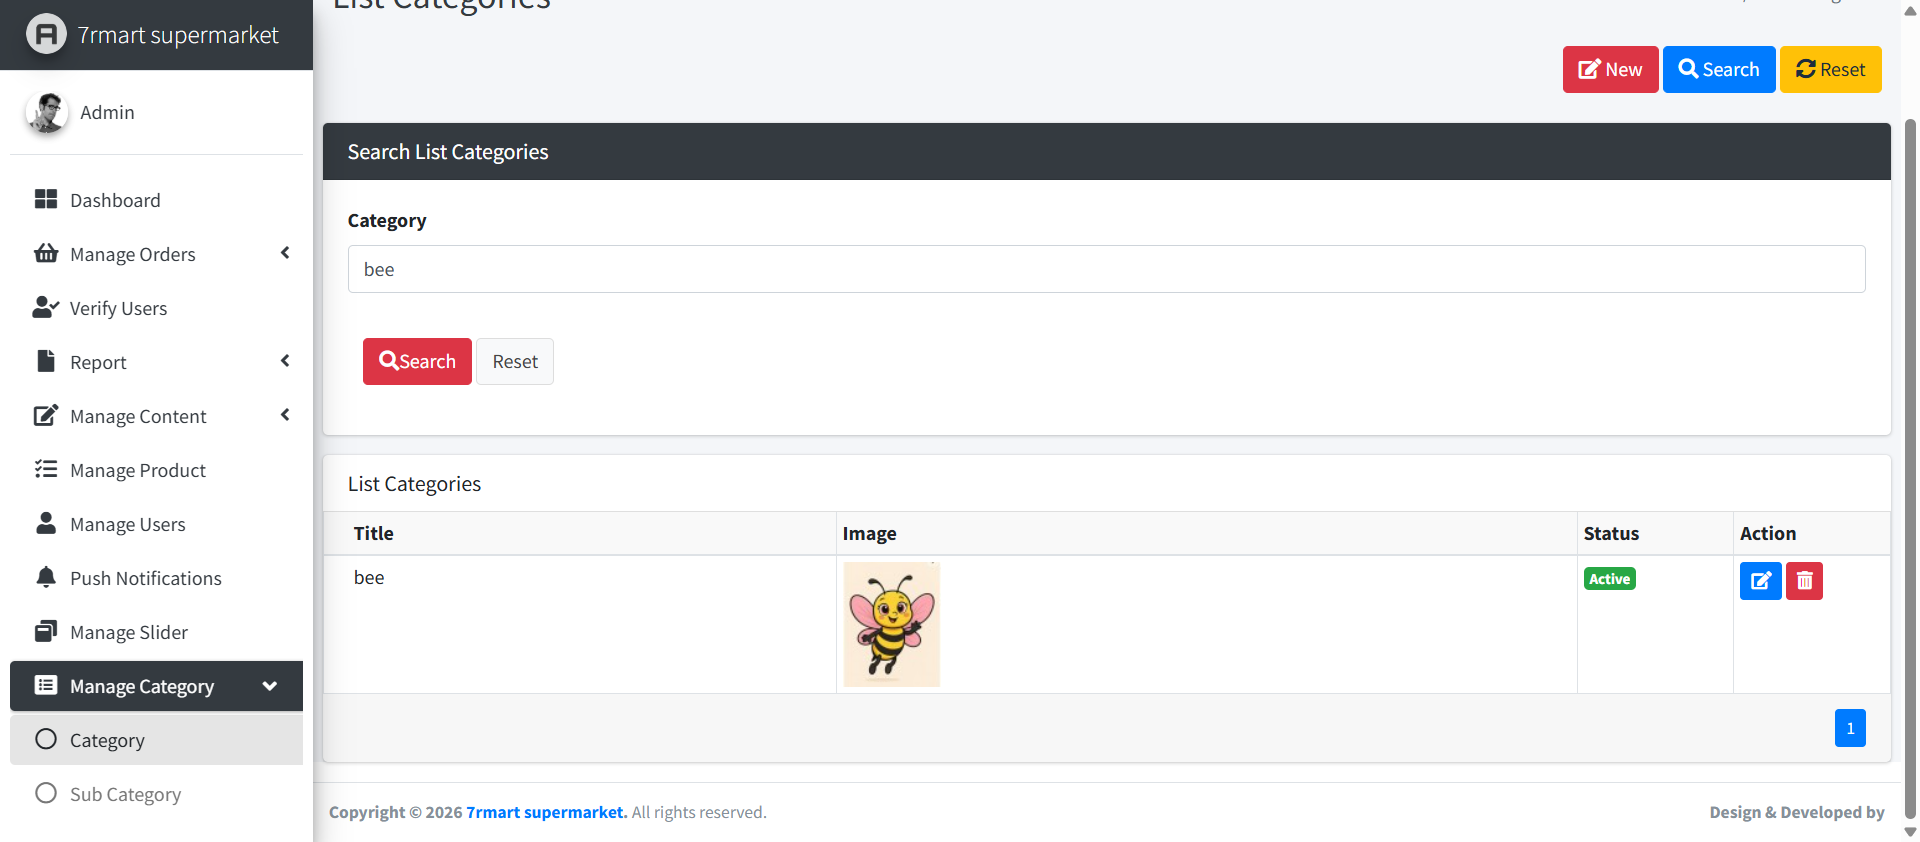 7rmart supermarket
Admin
Dashboard
Manage Orders
Verify Users
Report
Manage Content
Manage Product
Manage Users
Push Notifications
Manage Slider
Manage Category
Category
Sub Category
List Categories
New
Search
Reset
Search List Categories
Category
bee
Search
Reset
List Categories
Title
Image
Status
Action
bee
Active
1
Copyright © 2026 7rmart supermarket. All rights reserved.
Design & Developed by